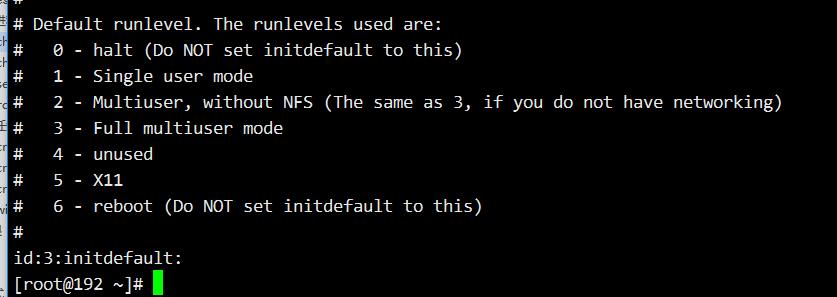 #
# Default runlevel. The runlevels used are:
#   0 - halt (Do NOT set initdefault to this)
#   1 - Single user mode
#   2 - Multiuser, without NFS (The same as 3, if you do not have networking)
#   3 - Full multiuser mode
#   4 - unused
#   5 - X11
#   6 - reboot (Do NOT set initdefault to this)
#
id:3:initdefault:
[root@192 ~]#